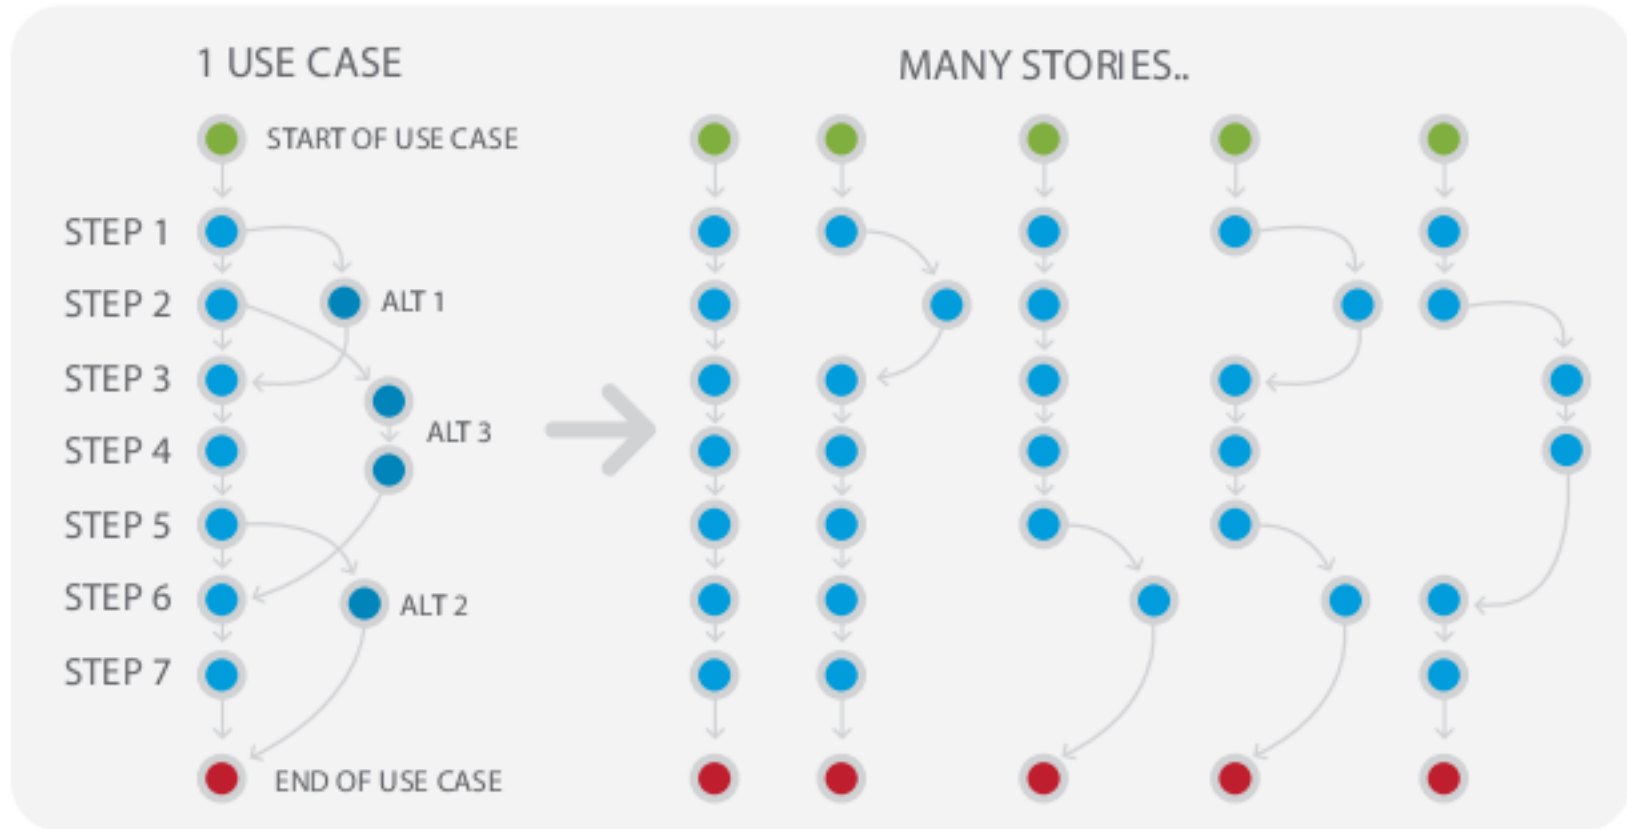 1 USE CASE
MANY STORIES..
START OF USE CASE
STEP 1
STEP 2
ALT 1
STEP 3
ALT 3
STEP 4
STEP 5
STEP 6
ALT 2
STEP 7
END OF USE CASE